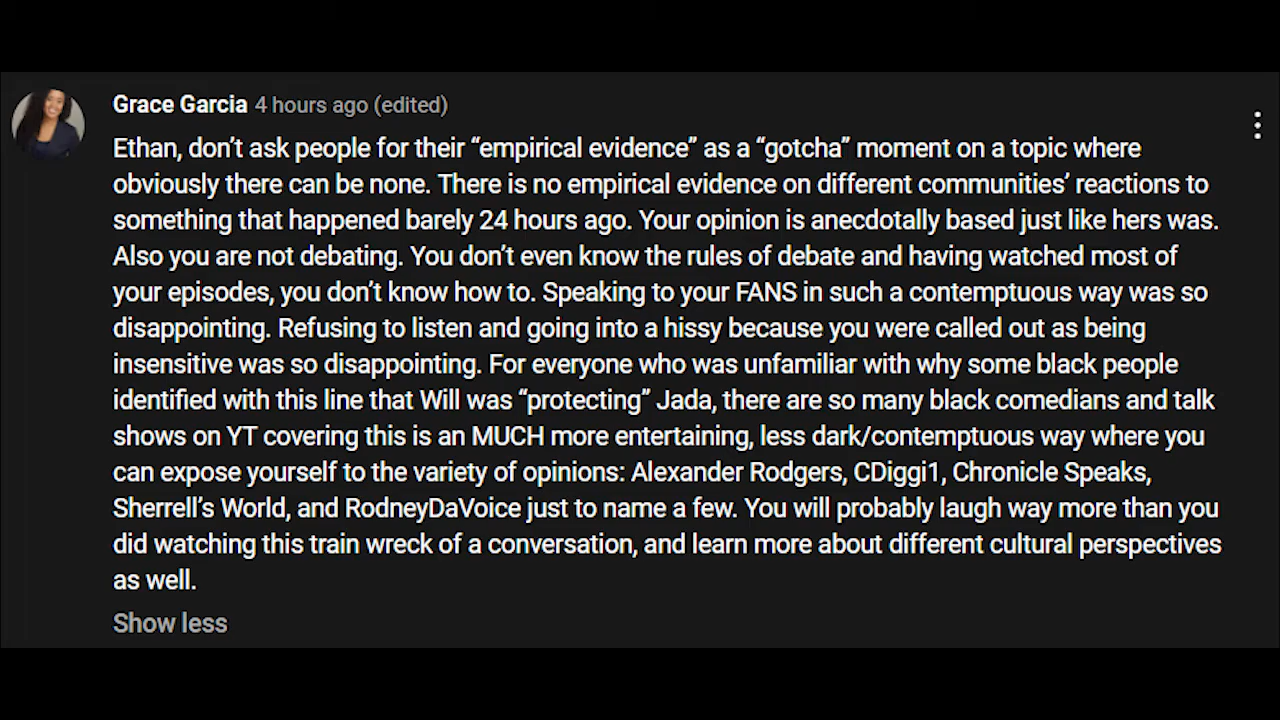 Grace Garcia 4 hours ago (edited)
Ethan, don’t ask people for their “empirical evidence” as a “gotcha” moment on a topic where
obviously there can be none. There is no empirical evidence on different communities’ reactions to
something that happened barely 24 hours ago. Your opinion is anecdotally based just like hers was.
Also you are not debating. You don’t even know the rules of debate and having watched most of
your episodes, you don’t know how to. Speaking to your FANS in such a contemptuous way was so
disappointing. Refusing to listen and going into a hissy because you were called out as being
insensitive was so disappointing. For everyone who was unfamiliar with why some black people
identified with this line that Will was “protecting” Jada, there are so many black comedians and talk
shows on YT covering this is an MUCH more entertaining, less dark/contemptuous way where you
can expose yourself to the variety of opinions: Alexander Rodgers, CDiggi1, Chronicle Speaks,
Sherrell’s World, and RodneyDaVoice just to name a few. You will probably laugh way more than you
did watching this train wreck of a conversation, and learn more about different cultural perspectives
as well.
Show less